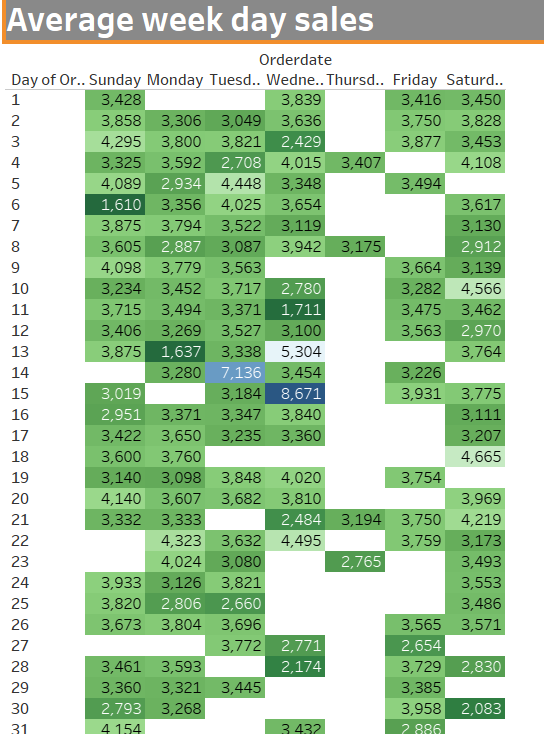 Average week day sales
Orderdate
Day of Or.. Sunday Monday Tuesd.. Wedne.. Thursd.. Friday Saturd..
1 3,428 3,839 3,416 3,450
2 3,858 3,306 3,049 3,636 3,750 3,828
3 4,295 3,800 3,821 2,429 3,877 3,453
4 3,325 3,592 2,708 4,015 3,407 4,108
5 4,089 2,934 4,448 3,348 3,494
6 1,610 3,356 4,025 3,654 3,617
7 3,875 3,794 3,522 3,119 3,130
8 3,605 2,887 3,087 3,942 3,175 2,912
9 4,098 3,779 3,563 3,664 3,139
10 3,234 3,452 3,717 2,780 3,282 4,566
11 3,715 3,494 3,371 1,711 3,475 3,462
12 3,406 3,269 3,527 3,100 3,563 2,970
13 3,875 1,637 3,338 5,304 3,764
14 3,280 7,136 3,454 3,226
15 3,019 3,184 8,671 3,931 3,775
16 2,951 3,371 3,347 3,840 3,111
17 3,422 3,650 3,235 3,360 3,207
18 3,600 3,760 4,665
19 3,140 3,098 3,848 4,020 3,754
20 4,140 3,607 3,682 3,810 3,969
21 3,332 3,333 2,484 3,194 3,750 4,219
22 4,323 3,632 4,495 3,759 3,173
23 4,024 3,080 2,765 3,493
24 3,933 3,126 3,821 3,553
25 3,820 2,806 2,660 3,486
26 3,673 3,804 3,696 3,565 3,571
27 3,772 2,771 2,654
28 3,461 3,593 2,174 3,729 2,830
29 3,360 3,321 3,445 3,385
30 2,793 3,268 3,958 2,083
31 4,154 3,432 2,886